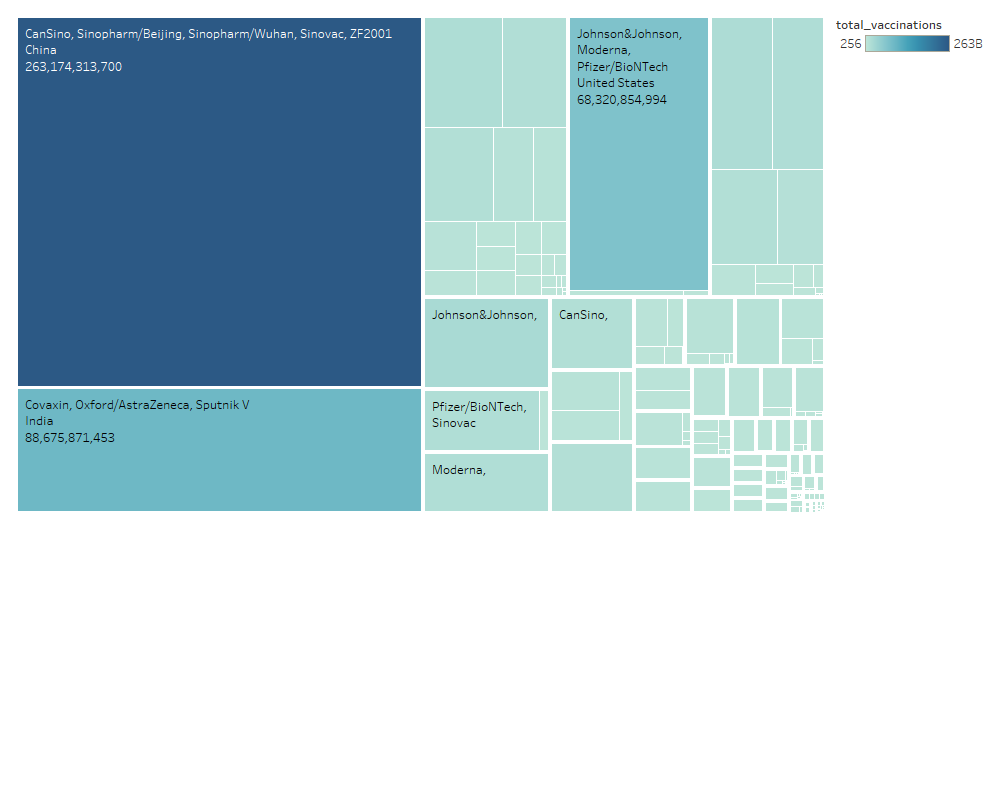 CanSino, Sinopharm/Beijing, Sinopharm/Wuhan, Sinovac, ZF2001
China
263,174,313,700
Johnson&Johnson,
Moderna,
Pfizer/BioNTech
United States
68,320,854,994
total_vaccinations
256 263B
Johnson&Johnson,
CanSino,
Covaxin, Oxford/AstraZeneca, Sputnik V
India
88,675,871,453
Pfizer/BioNTech,
Sinovac
Moderna,